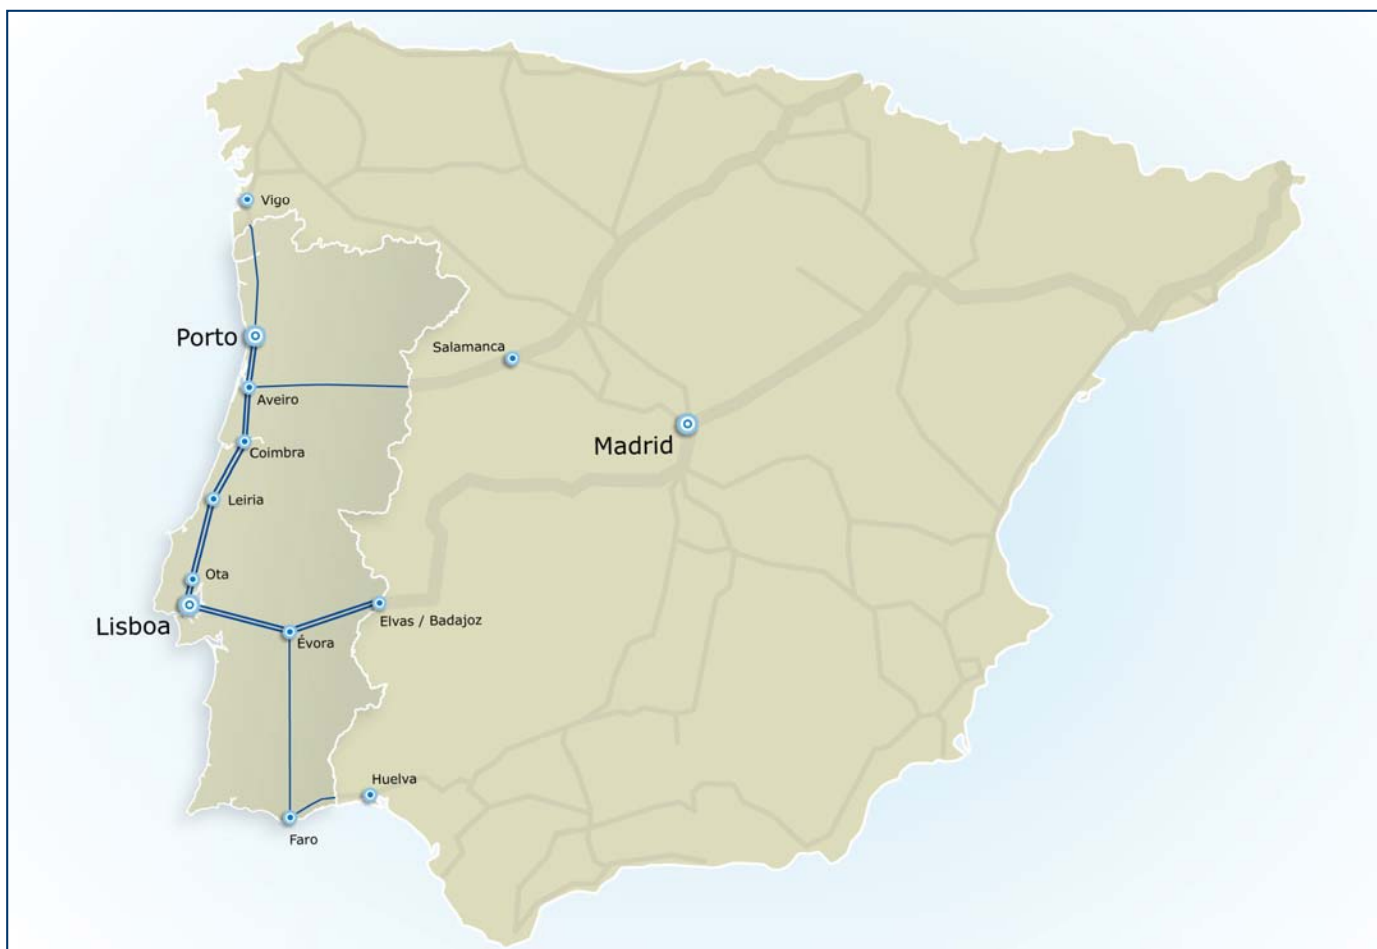 Vigo
Porto
Salamanca
Aveiro
Madrid
Coimbra
Leiria
Ota
Lisboa
Elvas / Badajoz
Évora
Huelva
Faro